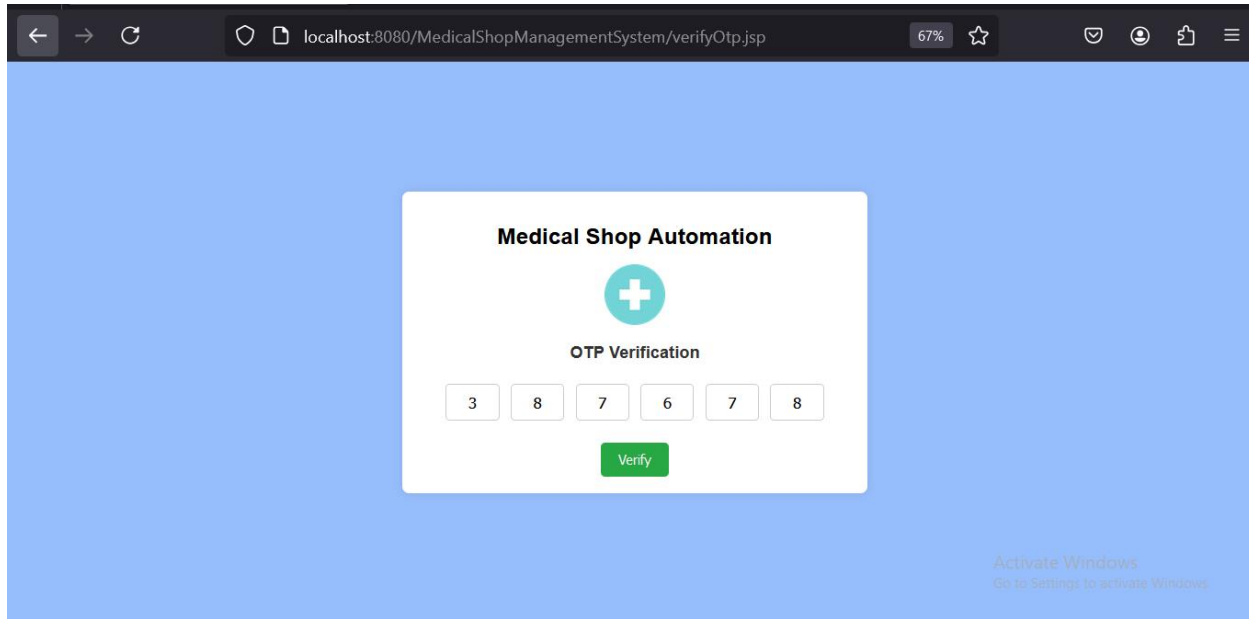 localhost:8080/MedicalShopManagementSystem/verifyOtp.jsp 67%
Medical Shop Automation
OTP Verification
3 8 7 6 7 8
Verify
Activate Windows
Go to Settings to activate Windows.